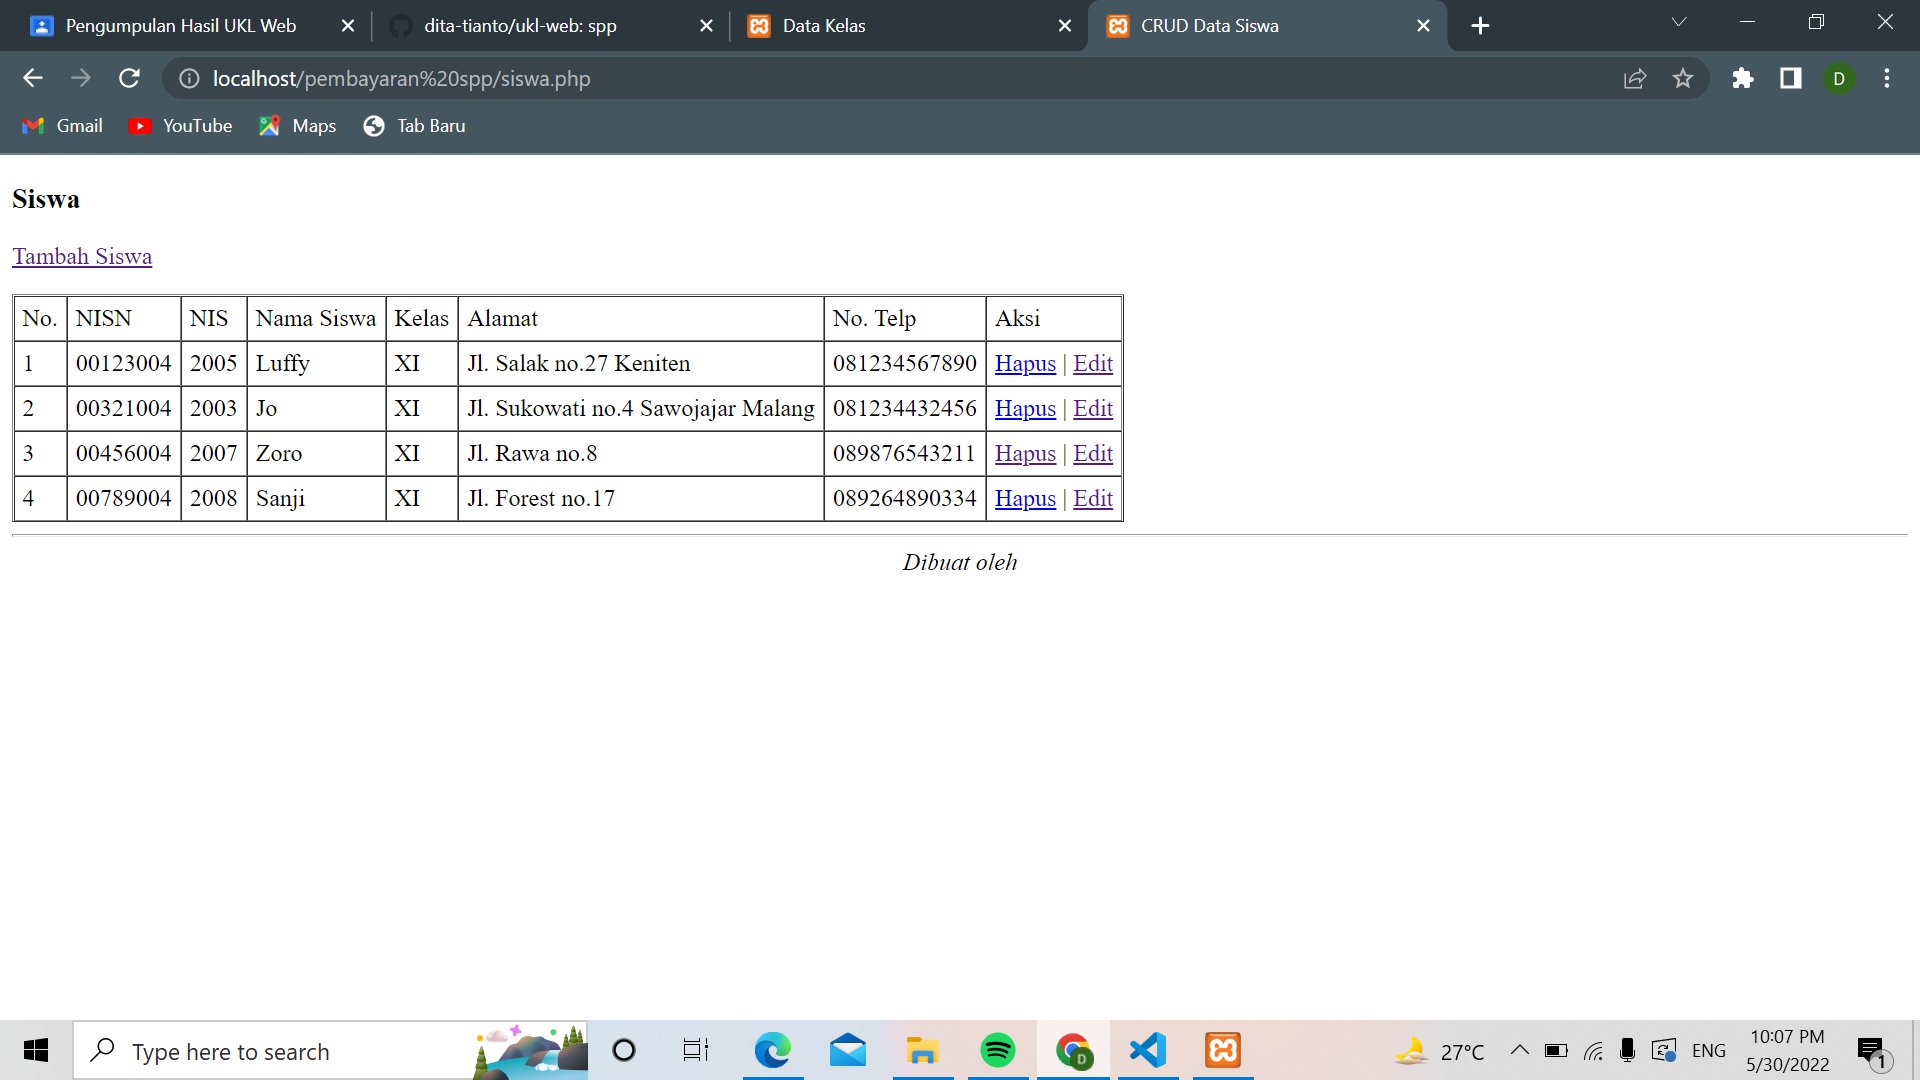 Pengumpulan Hasil UKL Web
dita-tianto/ukl-web: spp
Data Kelas
CRUD Data Siswa
localhost/pembayaran%20spp/siswa.php
D
Gmail
YouTube
Maps
Tab Baru
Siswa
Tambah Siswa
No. NISN NIS Nama Siswa Kelas Alamat No. Telp Aksi
1 00123004 2005 Luffy XI Jl. Salak no.27 Keniten 081234567890 Hapus | Edit
2 00321004 2003 Jo XI Jl. Sukowati no.4 Sawojajar Malang 081234432456 Hapus | Edit
3 00456004 2007 Zoro XI Jl. Rawa no.8 089876543211 Hapus | Edit
4 00789004 2008 Sanji XI Jl. Forest no.17 089264890334 Hapus | Edit
Dibuat oleh
Type here to search
D
27°C
ENG
10:07 PM
5/30/2022
1